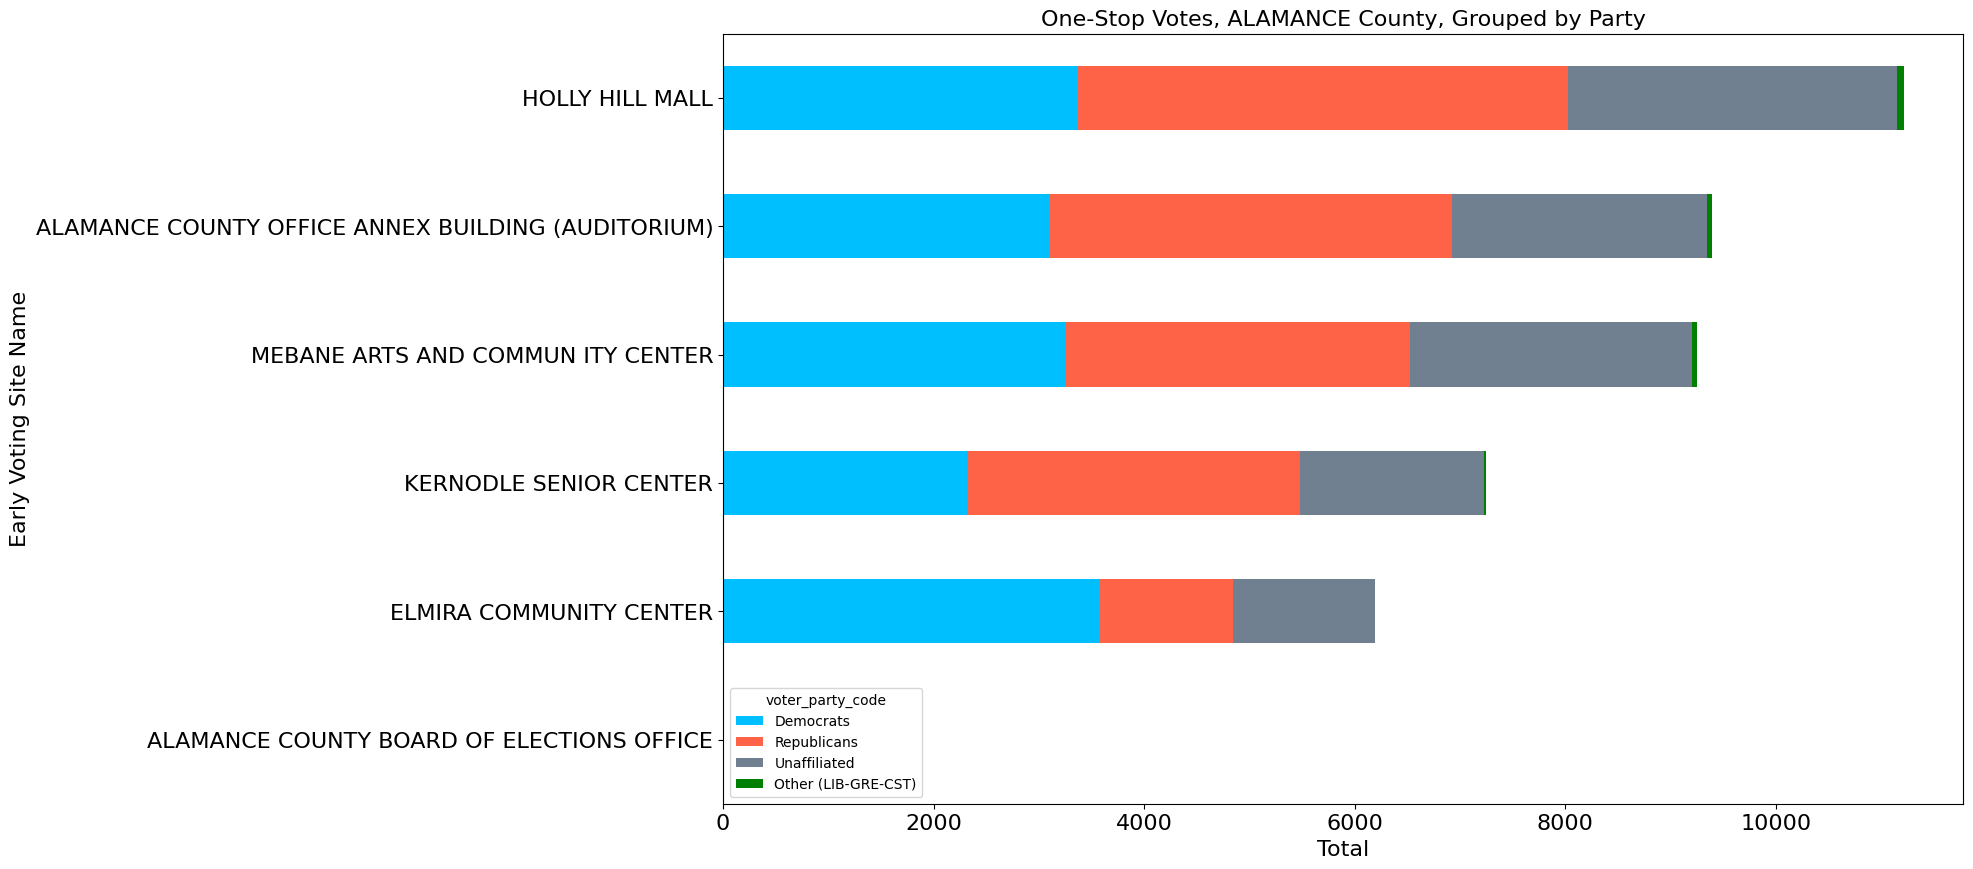 One-Stop Votes, ALAMANCE County, Grouped by Party
Early Voting Site Name
HOLLY HILL MALL
ALAMANCE COUNTY OFFICE ANNEX BUILDING (AUDITORIUM)
MEBANE ARTS AND COMMUN ITY CENTER
KERNODLE SENIOR CENTER
ELMIRA COMMUNITY CENTER
ALAMANCE COUNTY BOARD OF ELECTIONS OFFICE
voter_party_code
Democrats
Republicans
Unaffiliated
Other (LIB-GRE-CST)
0 2000 4000 6000 8000 10000
Total